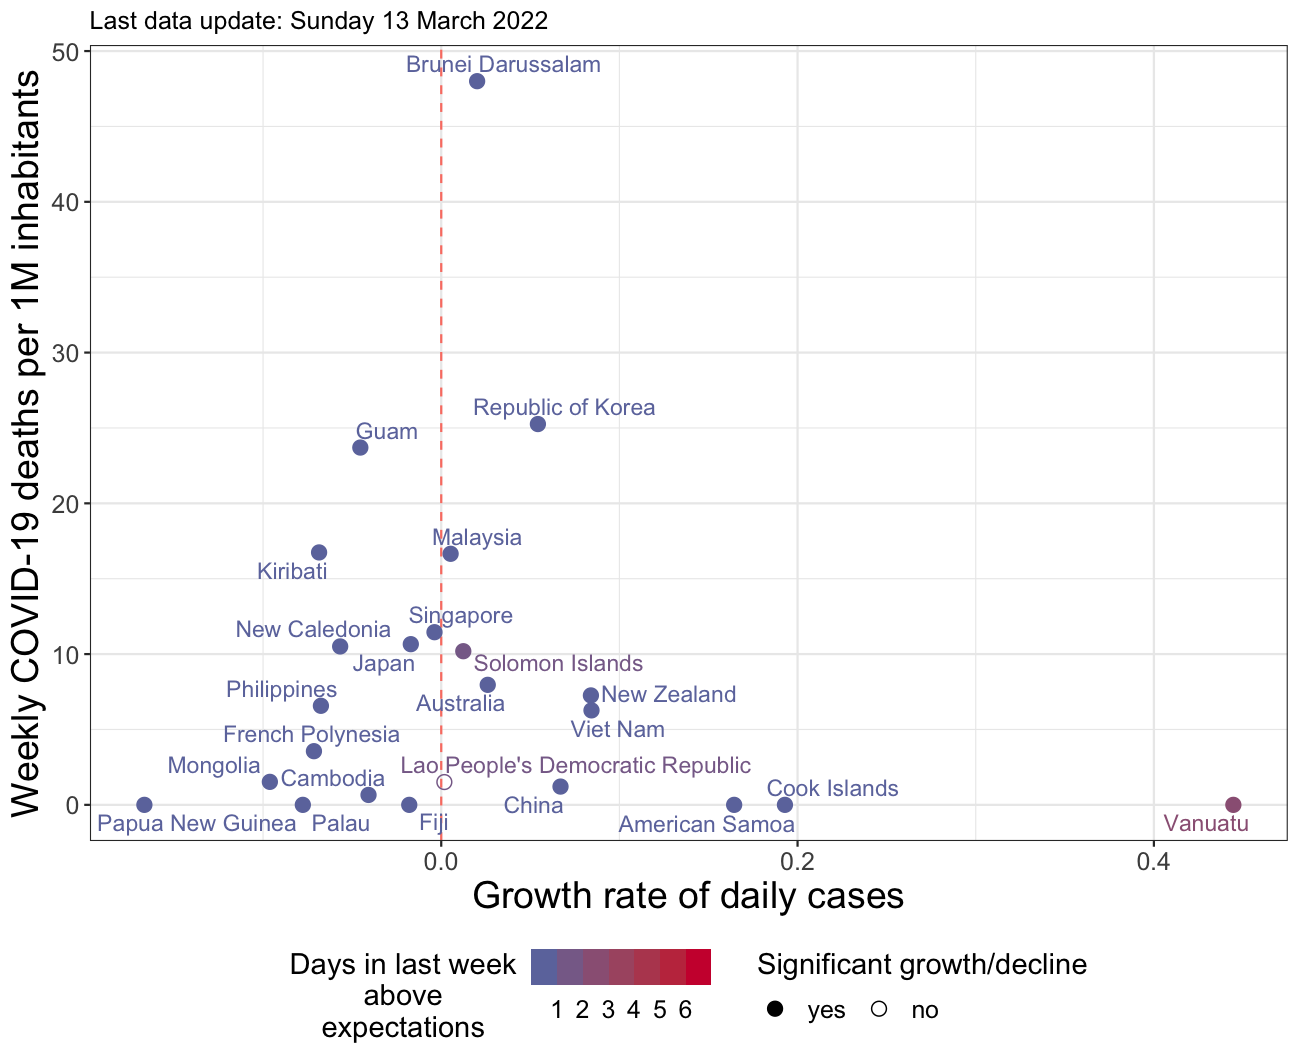 Last data update: Sunday 13 March 2022
Weekly COVID-19 deaths per 1M inhabitants
50
40
30
20
10
0
Brunei Darussalam
Republic of Korea
Guam
Malaysia
Kiribati
Singapore
New Caledonia
Japan
Solomon Islands
Philippines
Australia
New Zealand
Viet Nam
French Polynesia
Mongolia
Lao People's Democratic Republic
Cambodia
Cook Islands
China
Papua New Guinea
Palau
Fiji
American Samoa
Vanuatu
0.0 0.2 0.4
Growth rate of daily cases
Days in last week
above
expectations
1 2 3 4 5 6
Significant growth/decline
yes no